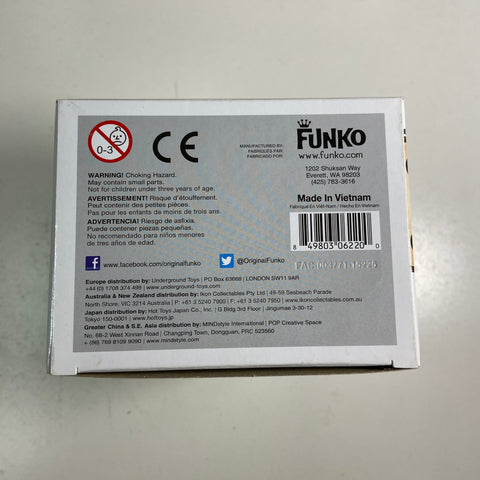 0-3
CE
MANUFACTURED BY:
FABRIQUÉS PAR:
FABRICADO POR:
FUNKO
www.funko.com
1202 Shuksan Way
Everett, WA 98203
(425) 783-3616
WARNING! Choking Hazard.
May contain small parts.
Not for children under three years of age.
AVERTISSEMENT! Risque d'étouffement.
Peut contenir des petites pièces.
Pas pour les enfants de moins de trois ans.
ADVERTENCIA! Riesgo de asfixia.
Puede contener piezas pequeñas.
No recomendado para niños menores
de tres años de edad.
Made In Vietnam
Fabriqué En Viêt-Nam / Hecho En Vietnam
8 49803 06220 0
www.facebook.com/originalfunko
@OriginalFunko
Europe distribution by: Underground Toys | PO Box 63668 | LONDON SW11 9AR
+44 (0) 1708 374 499 | www.underground-toys.com
Australia & New Zealand distribution by: Ikon Collectables Pty Ltd | 49-59 Seabeach Parade
North Shore, VIC 3214 Australia | P: +61 3 5240 7900 | F: +61 3 5240 7950 | www.ikoncollectables.com.au
Japan distribution by: Hot Toys Japan Co., Inc. | G Bldg 3rd Floor | Jingumae 3-30-12
Tokyo 150-0001 | www.hottoys.jp
Greater China & S.E. Asia distribution by: MINDstyle International | POP Creative Space
No. 68-2 West Xinnan Road | Changping Town, Dongguan, PRC 523560
+ (86) 769 8109 9090 | www.mindstyle.com